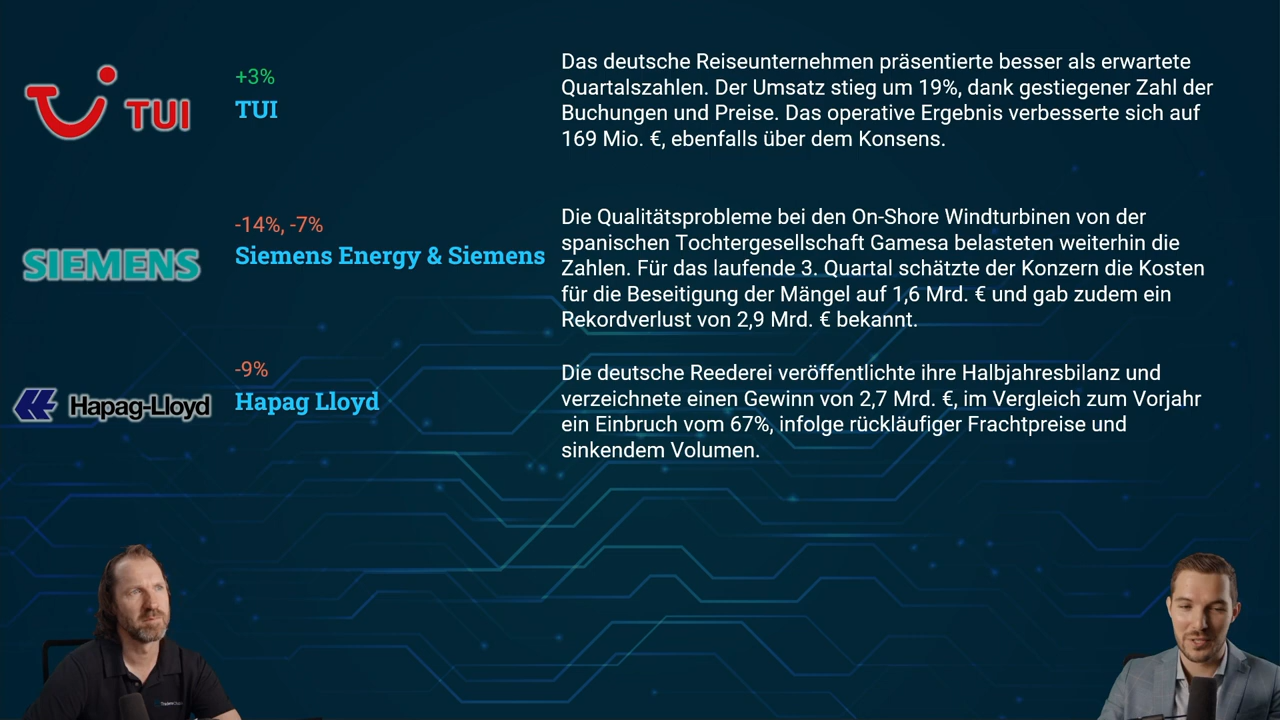 TUI
+3%
TUI
Das deutsche Reiseunternehmen präsentierte besser als erwartete
Quartalszahlen. Der Umsatz stieg um 19%, dank gestiegener Zahl der
Buchungen und Preise. Das operative Ergebnis verbesserte sich auf
169 Mio. €, ebenfalls über dem Konsens.
SIEMENS
-14%, -7%
Siemens Energy & Siemens
Die Qualitätsprobleme bei den On-Shore Windturbinen von der
spanischen Tochtergesellschaft Gamesa belasteten weiterhin die
Zahlen. Für das laufende 3. Quartal schätzte der Konzern die Kosten
für die Beseitigung der Mängel auf 1,6 Mrd. € und gab zudem ein
Rekordverlust von 2,9 Mrd. € bekannt.
Hapag-Lloyd
-9%
Hapag Lloyd
Die deutsche Reederei veröffentlichte ihre Halbjahresbilanz und
verzeichnete einen Gewinn von 2,7 Mrd. €, im Vergleich zum Vorjahr
ein Einbruch vom 67%, infolge rückläufiger Frachtpreise und
sinkendem Volumen.